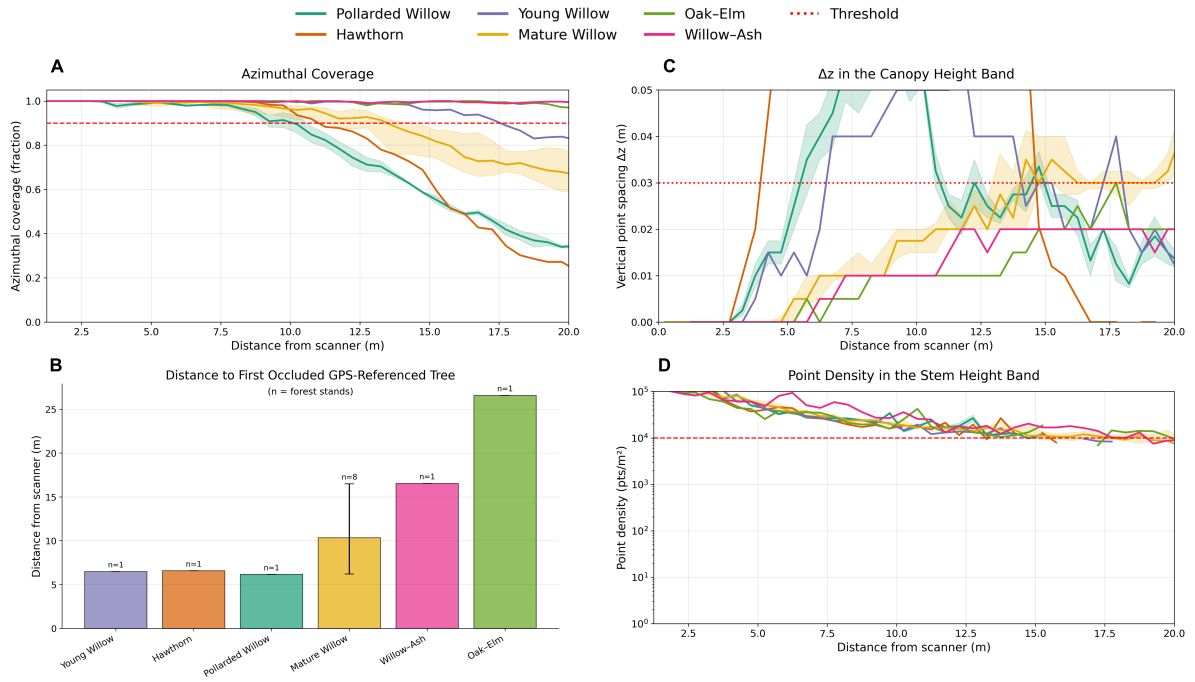 Pollarded Willow
Hawthorn
Young Willow
Mature Willow
Oak–Elm
Willow–Ash
Threshold
A
Azimuthal Coverage
Azimuthal coverage (fraction)
1.0
0.8
0.6
0.4
0.2
0.0
2.5 5.0 7.5 10.0 12.5 15.0 17.5 20.0
Distance from scanner (m)
C
Δz in the Canopy Height Band
Vertical point spacing Δz (m)
0.05
0.04
0.03
0.02
0.01
0.00
0.0 2.5 5.0 7.5 10.0 12.5 15.0 17.5 20.0
Distance from scanner (m)
B
Distance to First Occluded GPS-Referenced Tree
(n = forest stands)
Distance from scanner (m)
25
20
15
10
5
0
n=1
n=1
n=1
n=8
n=1
n=1
Young Willow
Hawthorn
Pollarded Willow
Mature Willow
Willow–Ash
Oak–Elm
D
Point Density in the Stem Height Band
Point density (pts/m²)
10⁵
10⁴
10³
10²
10¹
10⁰
2.5 5.0 7.5 10.0 12.5 15.0 17.5 20.0
Distance from scanner (m)